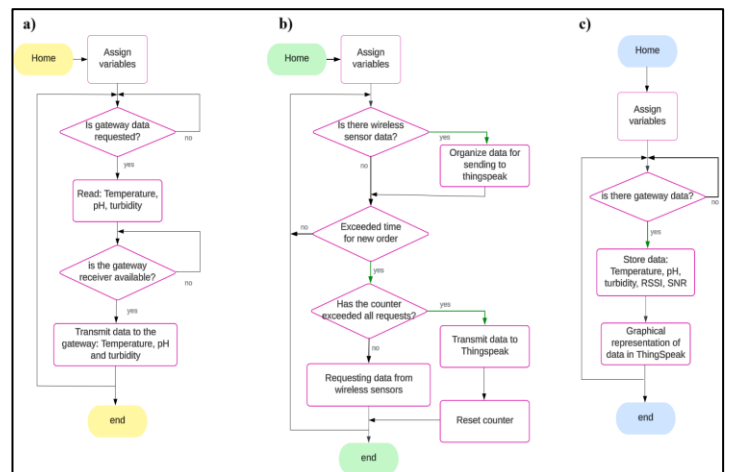 a)
Home
Assign
variables
Is gateway data
requested?
no
yes
Read: Temperature,
pH, turbidity
is the gateway
receiver available?
no
yes
Transmit data to the
gateway: Temperature, pH
and turbidity
end
b)
Home
Assign
variables
Is there wireless
sensor data?
yes
Organize data for
sending to
thingspeak
no
Exceeded time
for new order
no
yes
Has the counter
exceeded all requests?
yes
Transmit data to
Thingspeak
no
Requesting data from
wireless sensors
Reset counter
end
c)
Home
Assign
variables
is there gateway data?
no
yes
Store data:
Temperature, pH,
turbidity, RSSI, SNR
Graphical
representation of
data in ThingSpeak
end